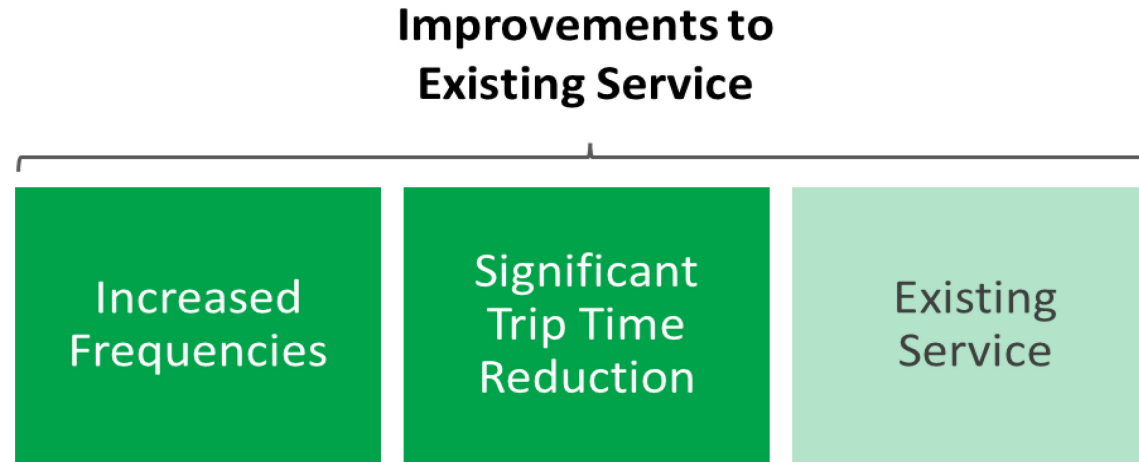 Improvements to
Existing Service
Increased
Frequencies
Significant
Trip Time
Reduction
Existing
Service